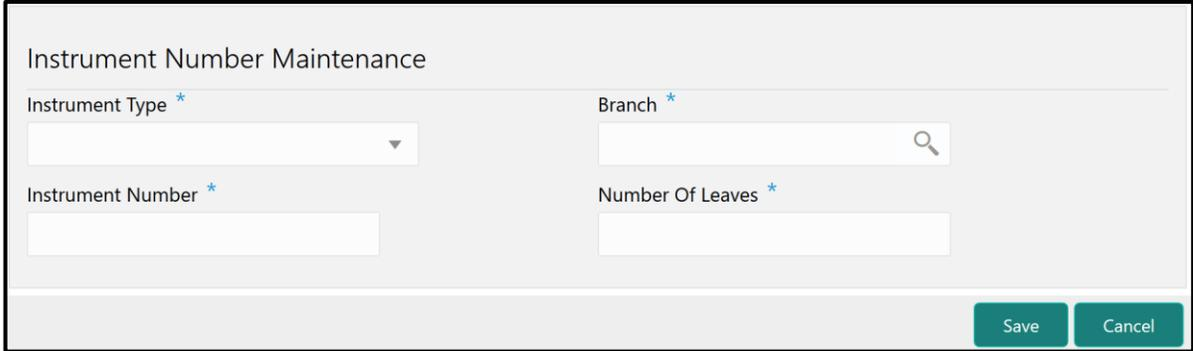 Instrument Number Maintenance
Instrument Type *
Branch *
Instrument Number *
Number Of Leaves *
Save
Cancel